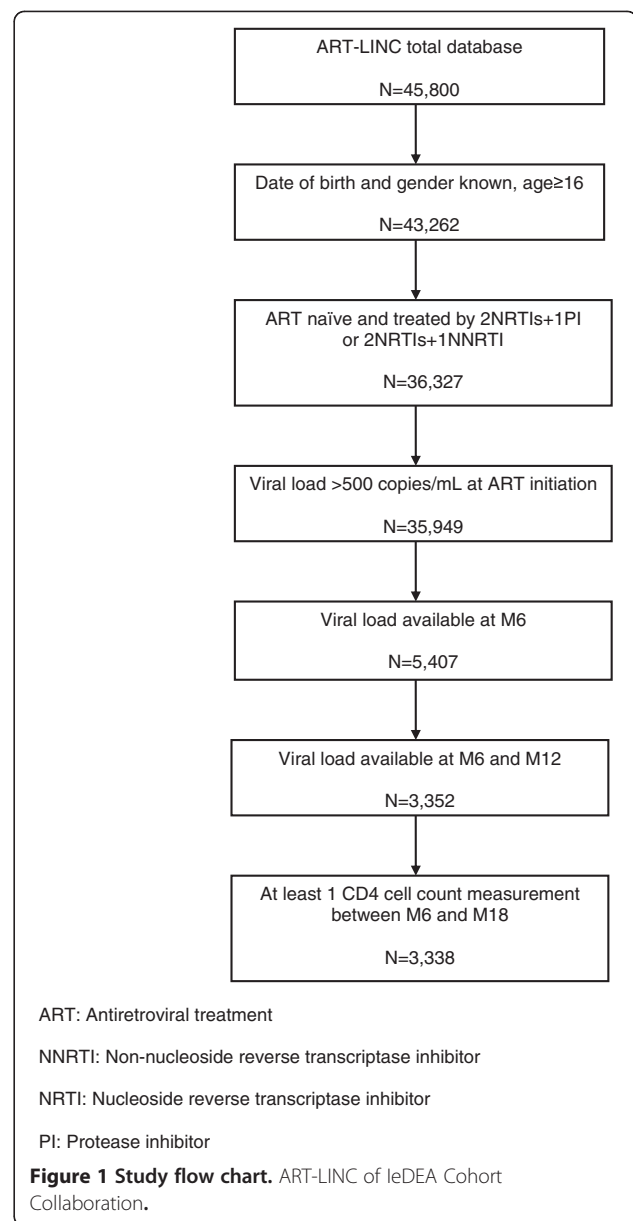 ART-LINC total database
N=45,800
Date of birth and gender known, age≥16
N=43,262
ART naïve and treated by 2NRTIs+1PI
or 2NRTIs+1NNRTI
N=36,327
Viral load >500 copies/mL at ART initiation
N=35,949
Viral load available at M6
N=5,407
Viral load available at M6 and M12
N=3,352
At least 1 CD4 cell count measurement
between M6 and M18
N=3,338
ART: Antiretroviral treatment
NNRTI: Non-nucleoside reverse transcriptase inhibitor
NRTI: Nucleoside reverse transcriptase inhibitor
PI: Protease inhibitor
Figure 1 Study flow chart. ART-LINC of IeDEA Cohort
Collaboration.